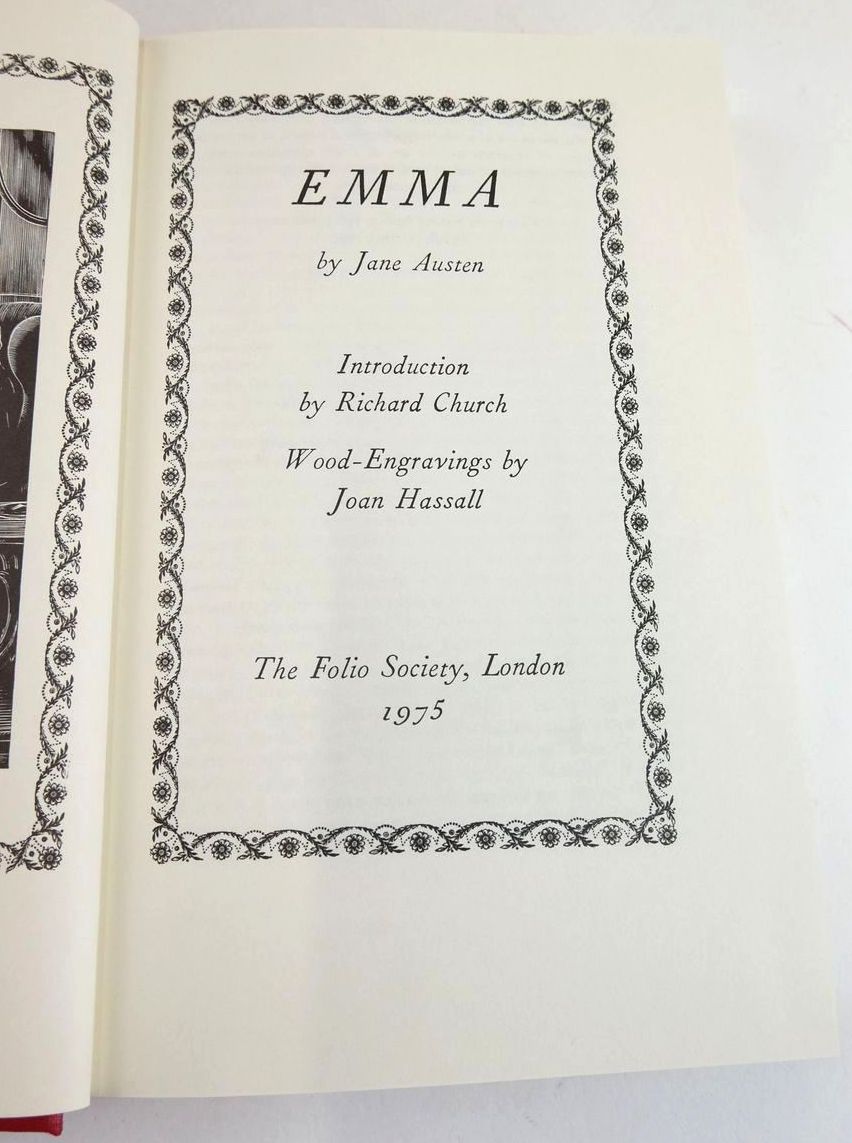 EMMA
by Jane Austen
Introduction
by Richard Church
Wood-Engravings by
Joan Hassall
The Folio Society, London
1975